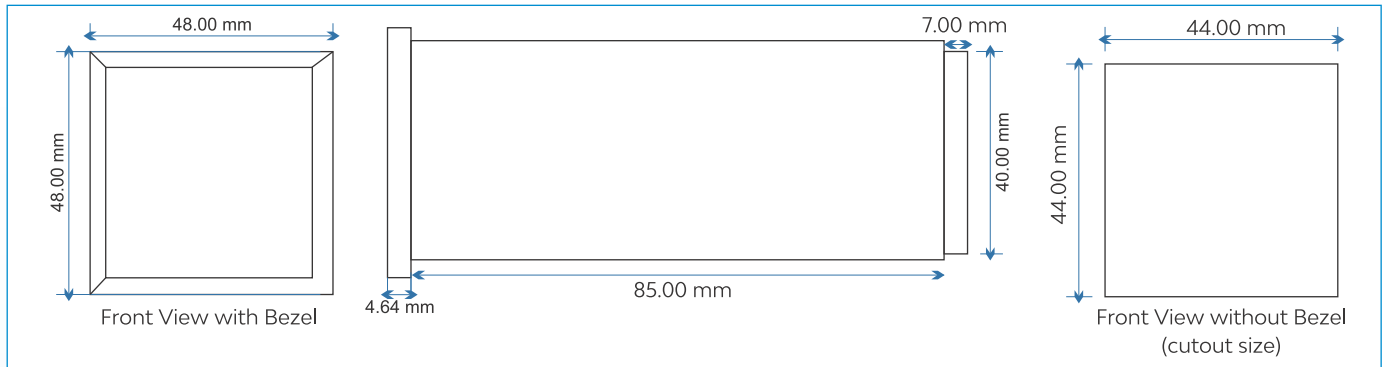 48.00 mm
48.00 mm
Front View with Bezel
7.00 mm
40.00 mm
85.00 mm
4.64 mm
44.00 mm
44.00 mm
Front View without Bezel
(cutout size)